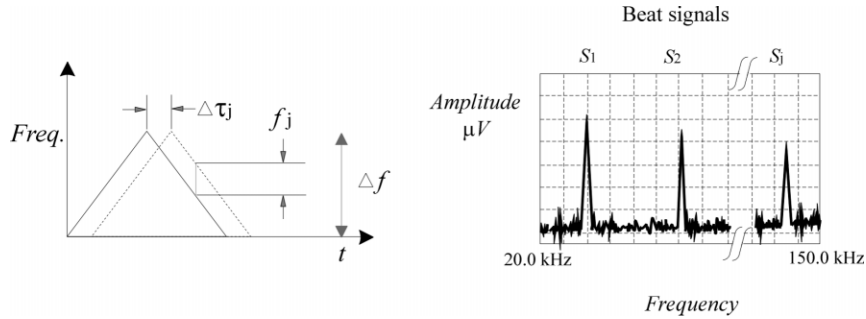 Freq.
△τj
fj
△f
t
Beat signals
S1
S2
Sj
Amplitude
μV
20.0 kHz
150.0 kHz
Frequency